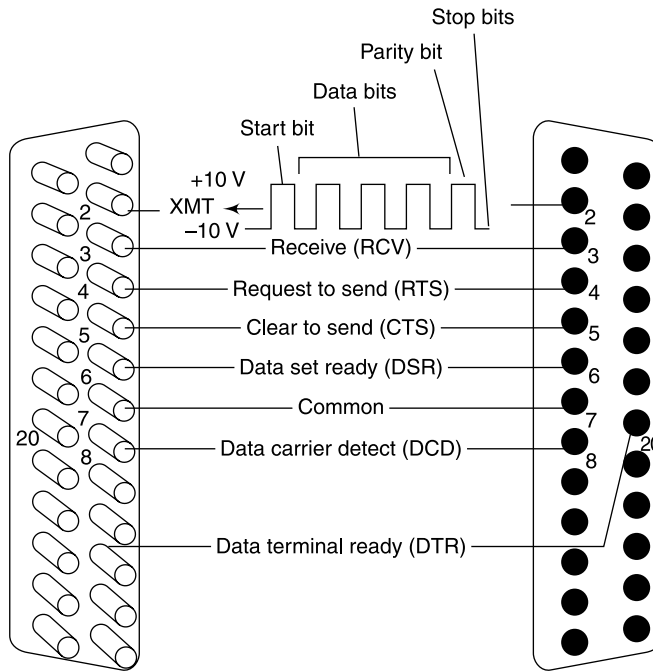 Stop bits
Parity bit
Data bits
Start bit
+10 V
XMT
–10 V
2
2
Receive (RCV)
3
3
Request to send (RTS)
4
4
Clear to send (CTS)
5
5
Data set ready (DSR)
6
6
Common
7
7
20
20
Data carrier detect (DCD)
8
8
Data terminal ready (DTR)